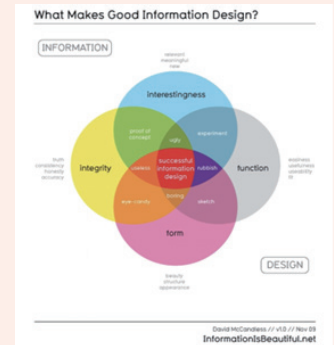 What Makes Good Information Design?
INFORMATION
relevant
meaningful
new
interestingness
proof of
concept
ugly
experiment
truth
consistency
honesty
accuracy
integrity
useless
successful
information
design
rubbish
function
easiness
usefulness
usability
fit
eye-candy
boring
sketch
form
DESIGN
beauty
structure
appearance
David McCandless // v1.0 // Nov 09
InformationIsBeautiful.net